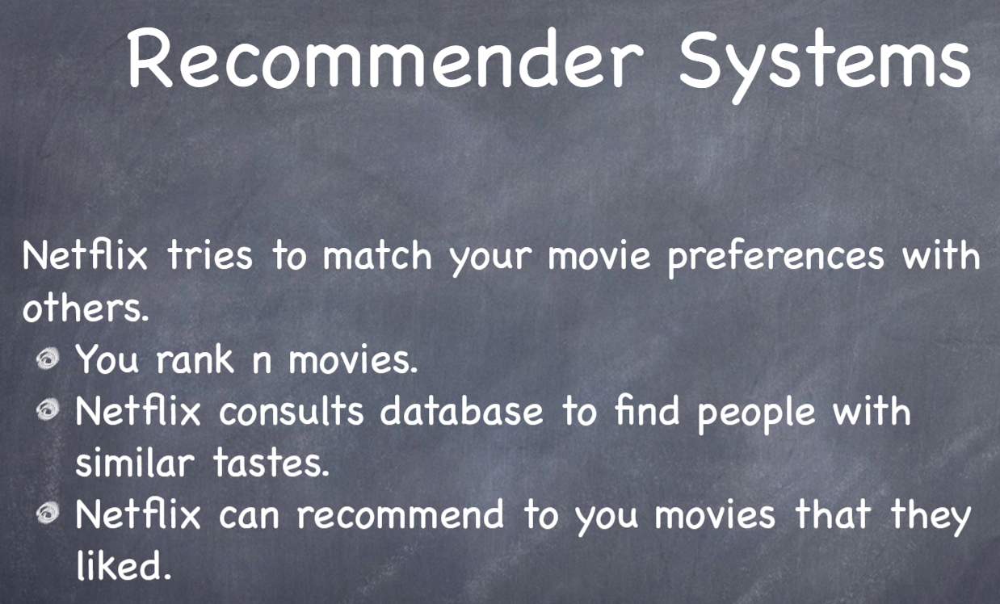 Recommender Systems
Netflix tries to match your movie preferences with
others.
You rank n movies.
Netflix consults database to find people with
similar tastes.
Netflix can recommend to you movies that they
liked.